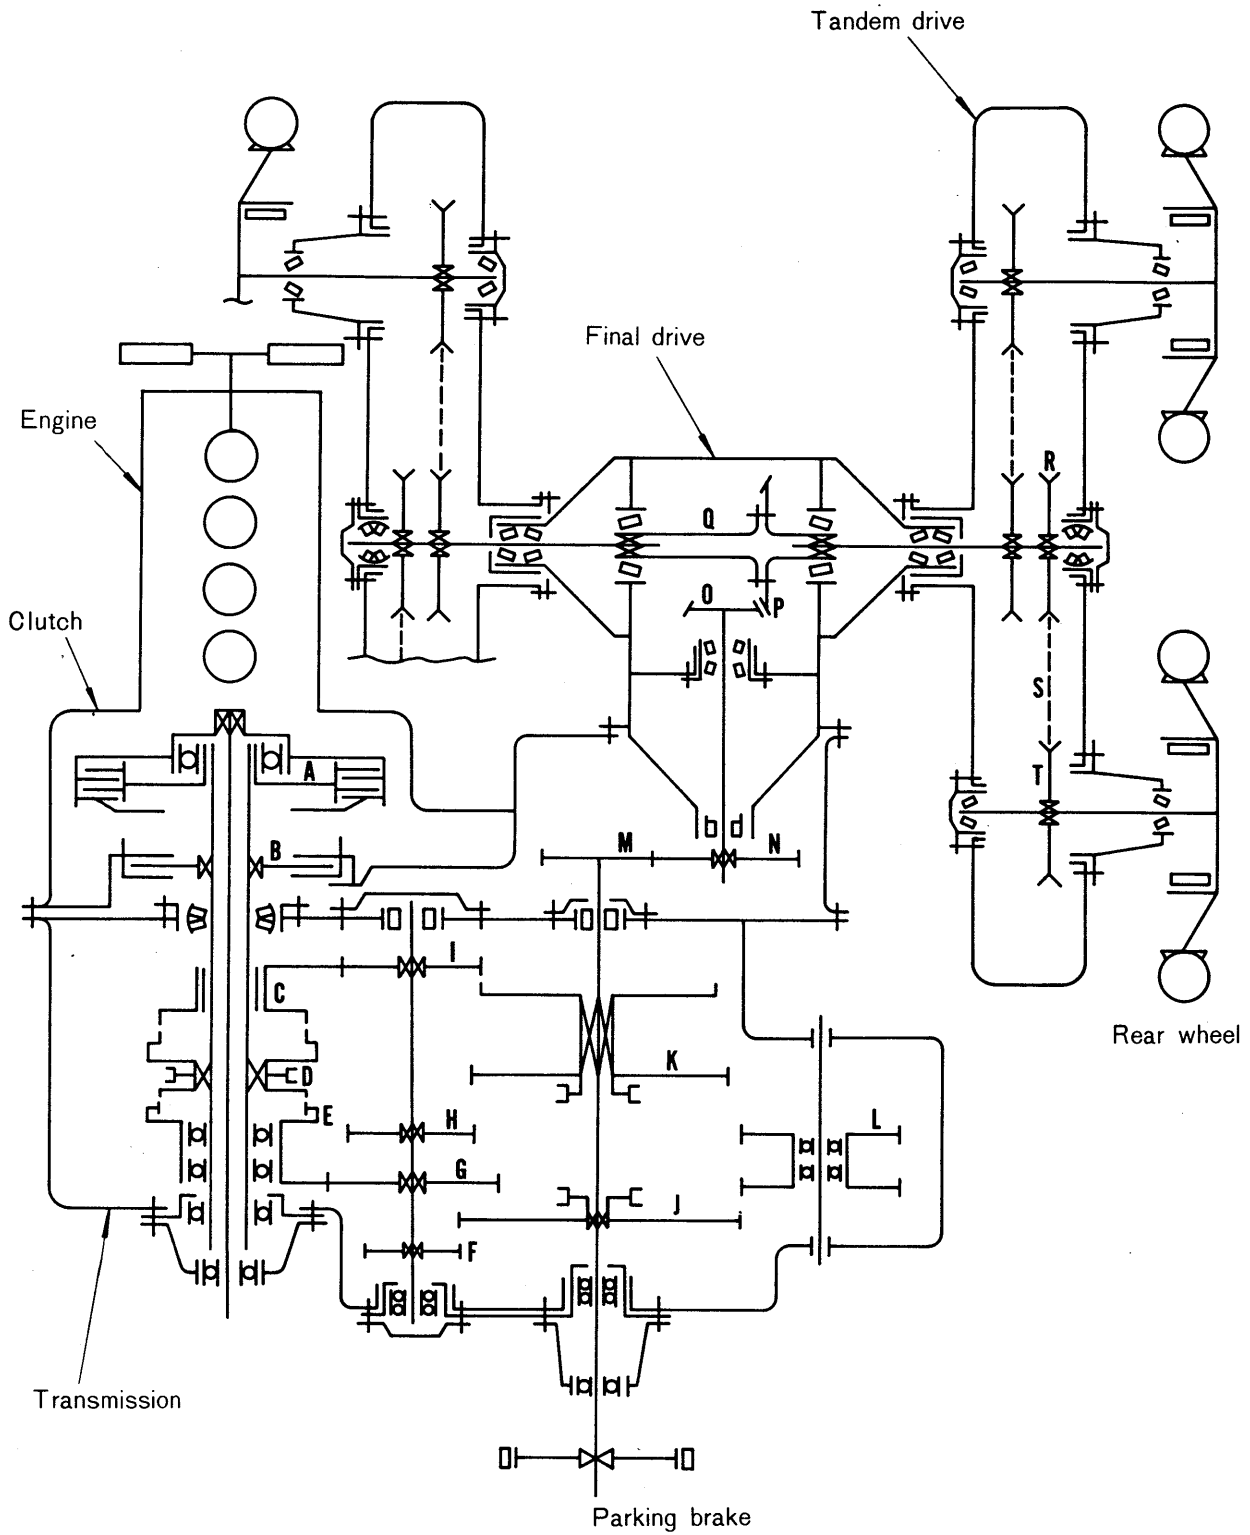 Tandem drive
Final drive
Engine
R
Q
O
P
Clutch
S
A
T
M
N
B
I
C
Rear wheel
D
K
E
H
L
G
J
F
Transmission
Parking brake